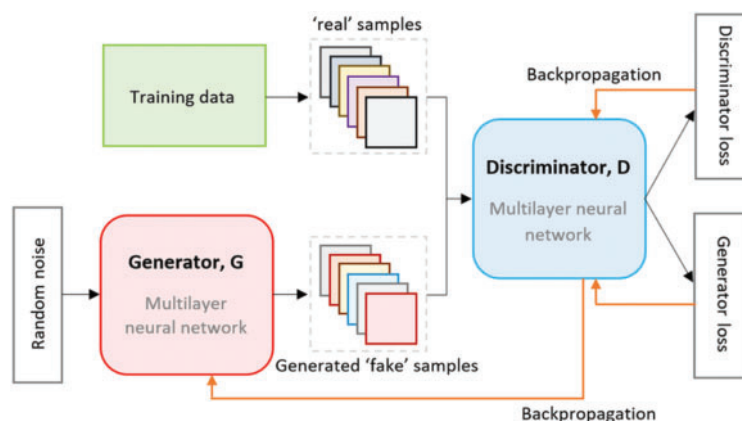 'real' samples
Training data
Backpropagation
Discriminator loss
Discriminator, D
Multilayer neural
network
Random noise
Generator, G
Multilayer
neural network
Generated 'fake' samples
Generator loss
Backpropagation